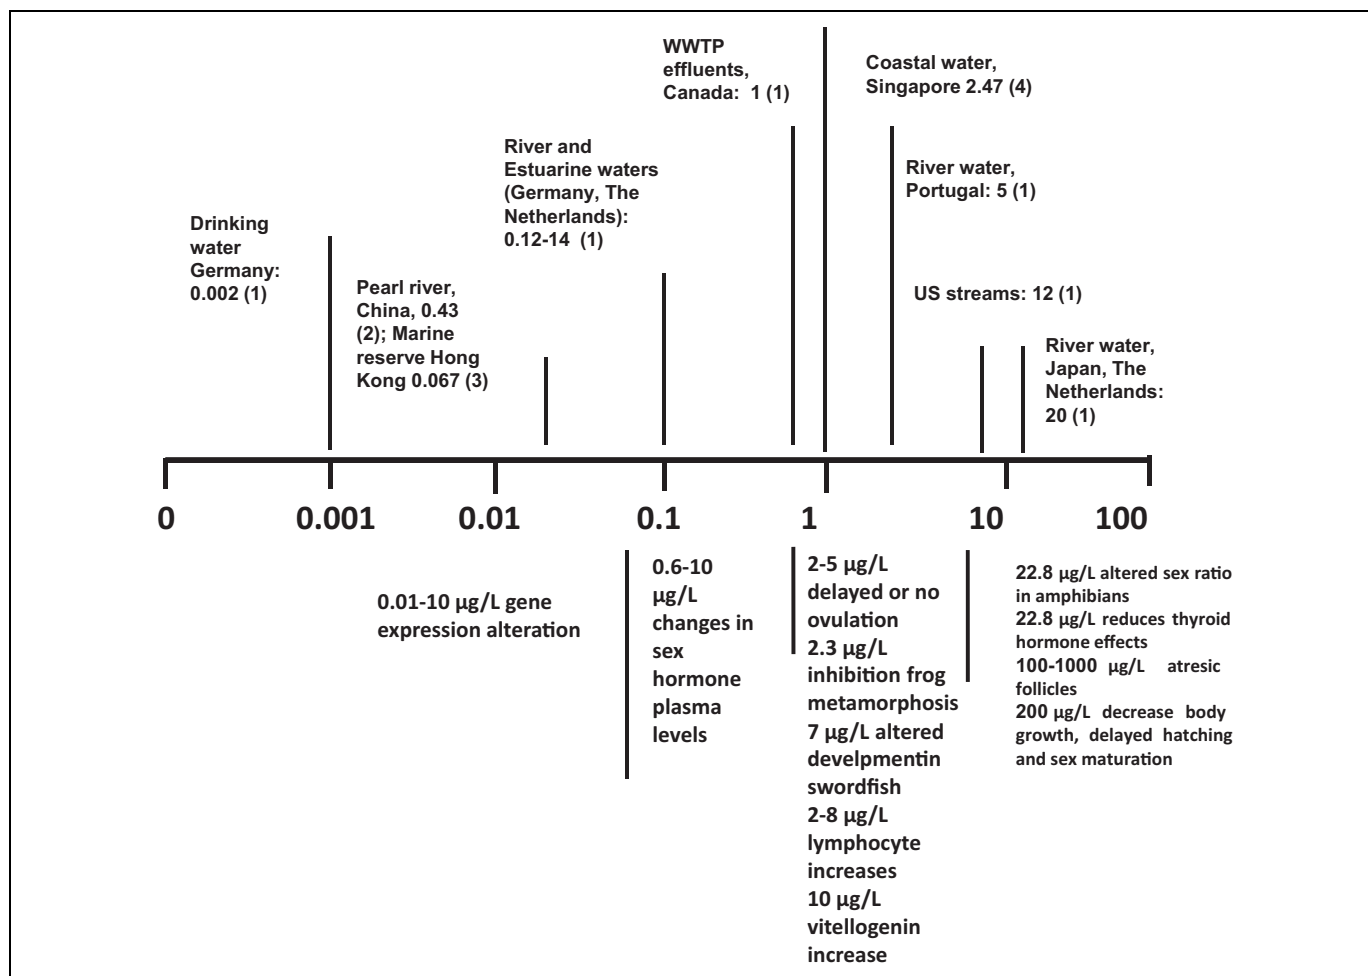 WWTP
effluents,
Canada:  1 (1)
Coastal water,
Singapore 2.47 (4)
River and
Estuarine waters
(Germany, The
Netherlands):
0.12-14  (1)
River water,
Portugal: 5 (1)
Drinking
water
Germany:
0.002 (1)
Pearl river,
China, 0.43
(2); Marine
reserve Hong
Kong 0.067 (3)
US streams: 12 (1)
River water,
Japan, The
Netherlands:
20 (1)
0 0.001 0.01 0.1 1 10 100
0.01-10 µg/L gene
expression alteration
0.6-10
µg/L
changes in
sex
hormone
plasma
levels
2-5 µg/L
delayed or no
ovulation
2.3 µg/L
inhibition frog
metamorphosis
7 µg/L altered
develpmentin
swordfish
2-8 µg/L
lymphocyte
increases
10 µg/L
vitellogenin
increase
22.8 µg/L altered sex ratio
in amphibians
22.8 µg/L reduces thyroid
hormone effects
100-1000 µg/L atresic
follicles
200 µg/L decrease body
growth, delayed hatching
and sex maturation